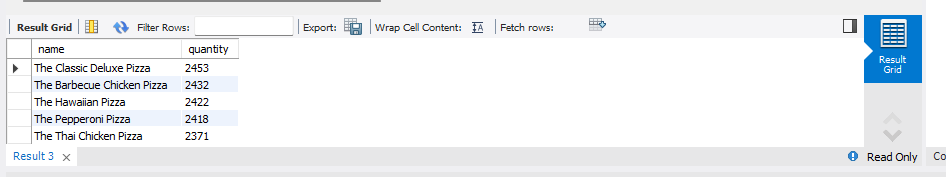 Result Grid Filter Rows: Export: Wrap Cell Content: Fetch rows:
name quantity
The Classic Deluxe Pizza 2453
The Barbecue Chicken Pizza 2432
The Hawaiian Pizza 2422
The Pepperoni Pizza 2418
The Thai Chicken Pizza 2371
Result
Grid
Result 3 Read Only Co